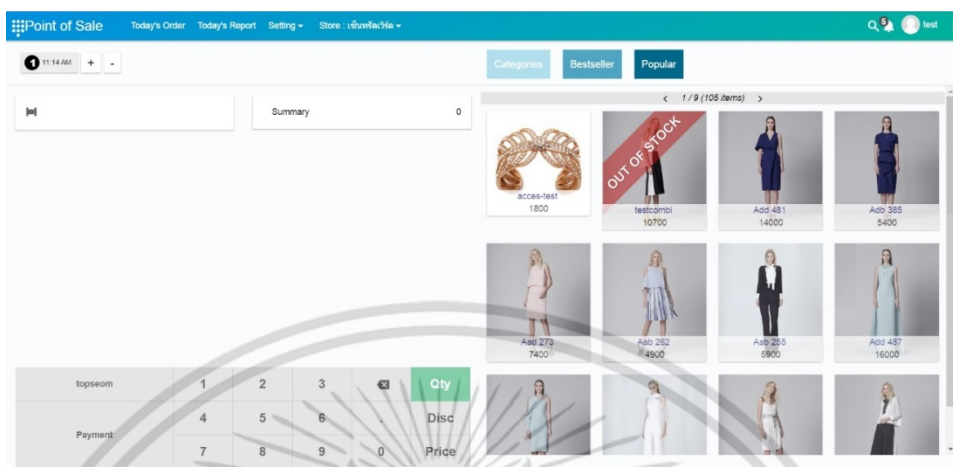 Point of Sale Today's Order Today's Report Setting Store : เซ็นทรัลเวิร์ด 5 test
1 11:14 AM + - Categories Bestseller Popular
Summary 0 < 1 / 9 (105 items) >
OUT OF STOCK
acces-test testcombi Add 481 Adb 385
1800 10700 14000 5400
Aad 273 Aab 262 Aab 255 Add 487
7400 4900 5900 16000
topseom 1 2 3 Qty
4 5 6 . Disc
Payment
7 8 9 0 Price